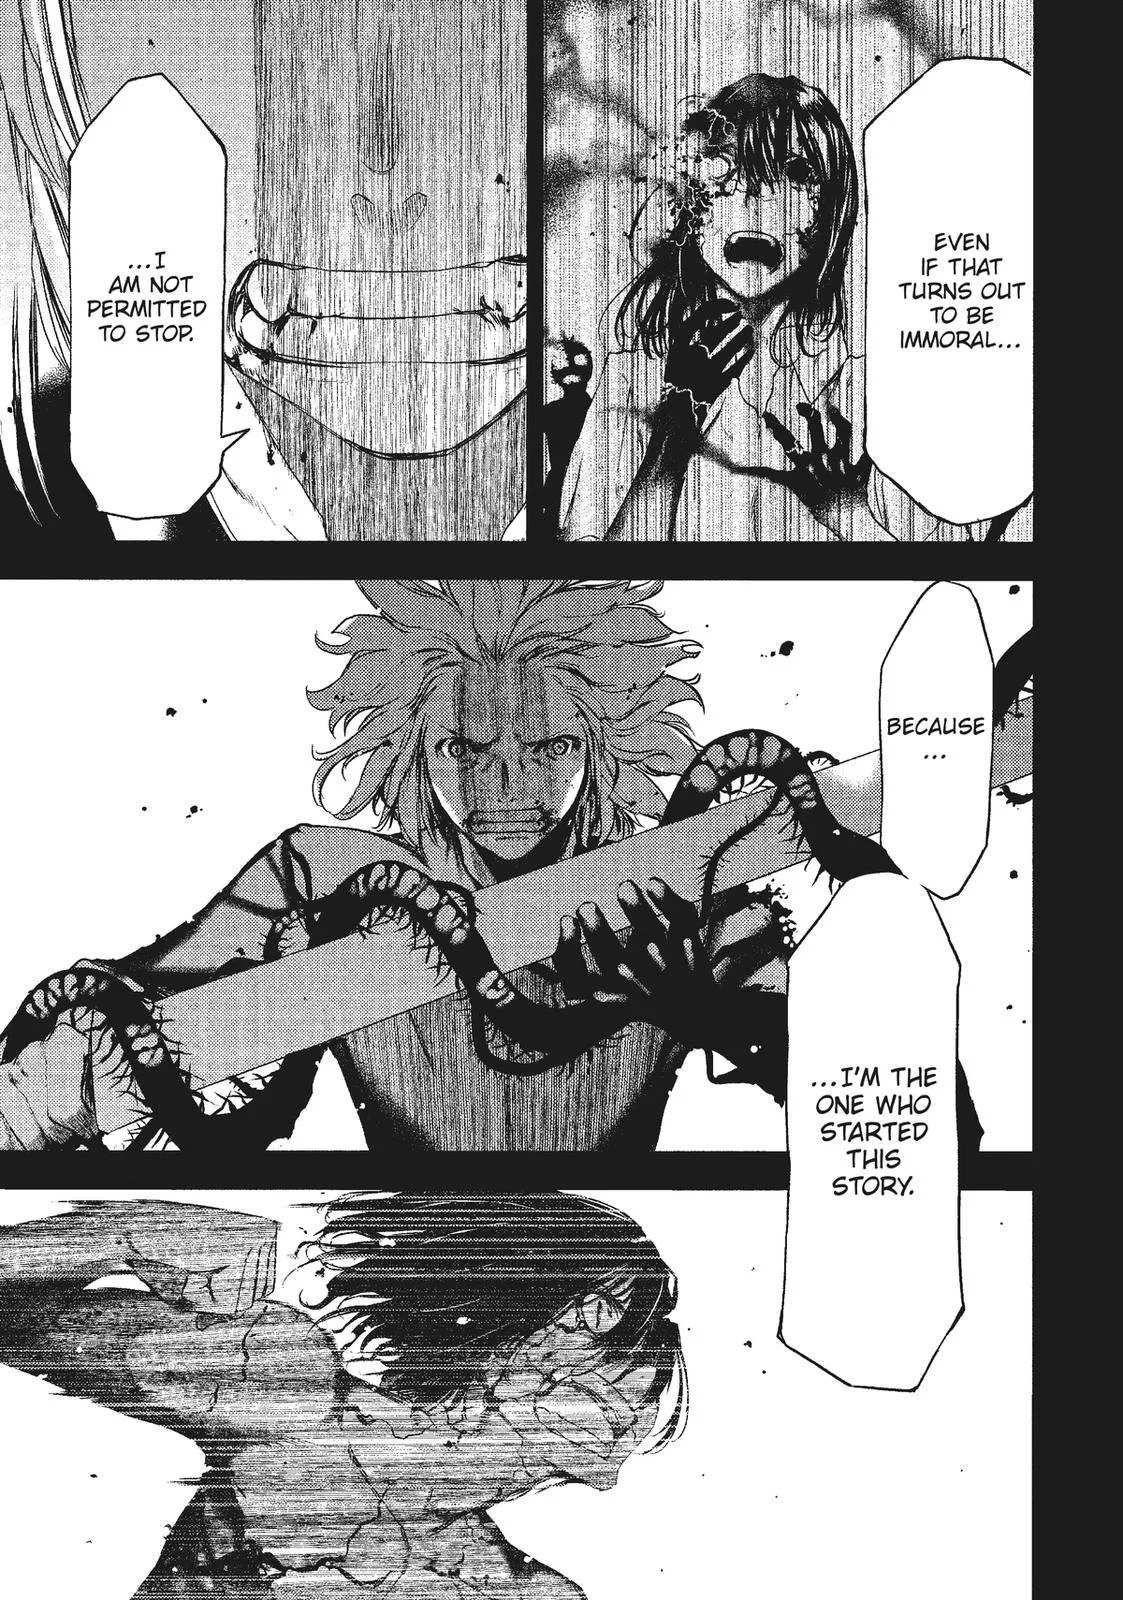 EVEN
IF THAT
TURNS OUT
TO BE
IMMORAL...
...I
AM NOT
PERMITTED
TO STOP.
BECAUSE
...
...I'M THE
ONE WHO
STARTED
THIS
STORY.